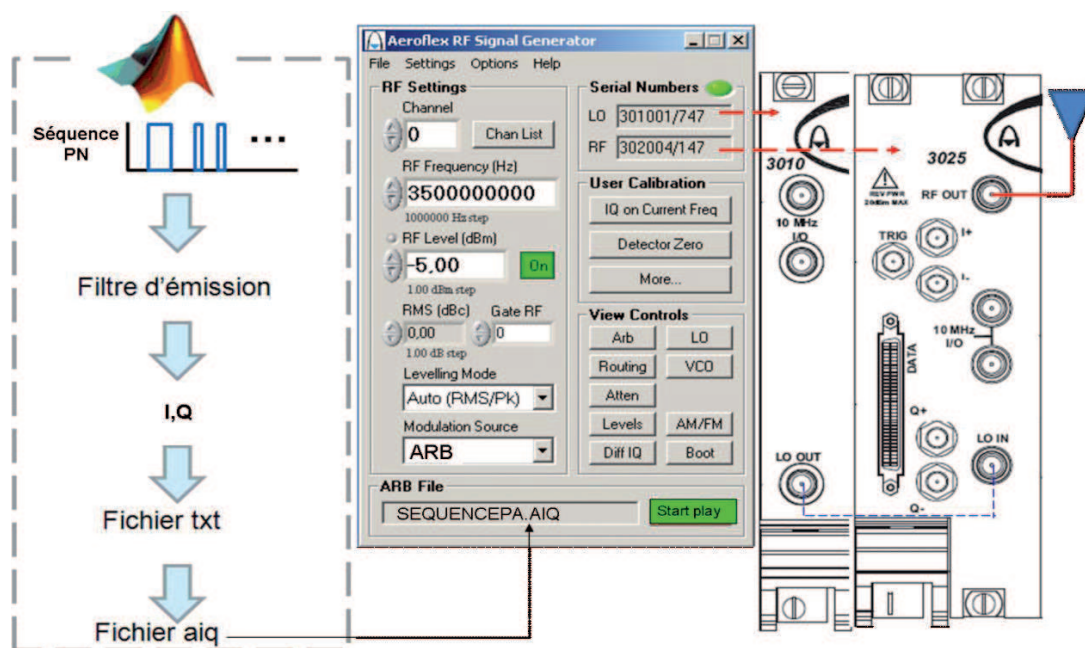 Séquence
PN
...
Filtre d'émission
I,Q
Fichier txt
Fichier aiq
Aeroflex RF Signal Generator
File Settings Options Help
RF Settings
Channel
0
Chan List
RF Frequency (Hz)
3500000000
1000000 Hz step
RF Level (dBm)
-5.00
On
1.00 dBm step
RMS (dBc) Gate RF
0.00 0
1.00 dB step
Levelling Mode
Auto (RMS/Pk)
Modulation Source
ARB
Serial Numbers
LO 301001/747
RF 302004/147
User Calibration
IQ on Current Freq
Detector Zero
More...
View Controls
Arb LO
Routing VCO
Atten
Levels AM/FM
Diff IQ Boot
ARB File
SEQUENCEPA.AIQ
Start play
3010
10 MHz
I/O
LO OUT
3025
REV PWR
20dBm MAX
RF OUT
TRIG
I+
I-
10 MHz
I/O
DATA
Q+
LO IN
Q-